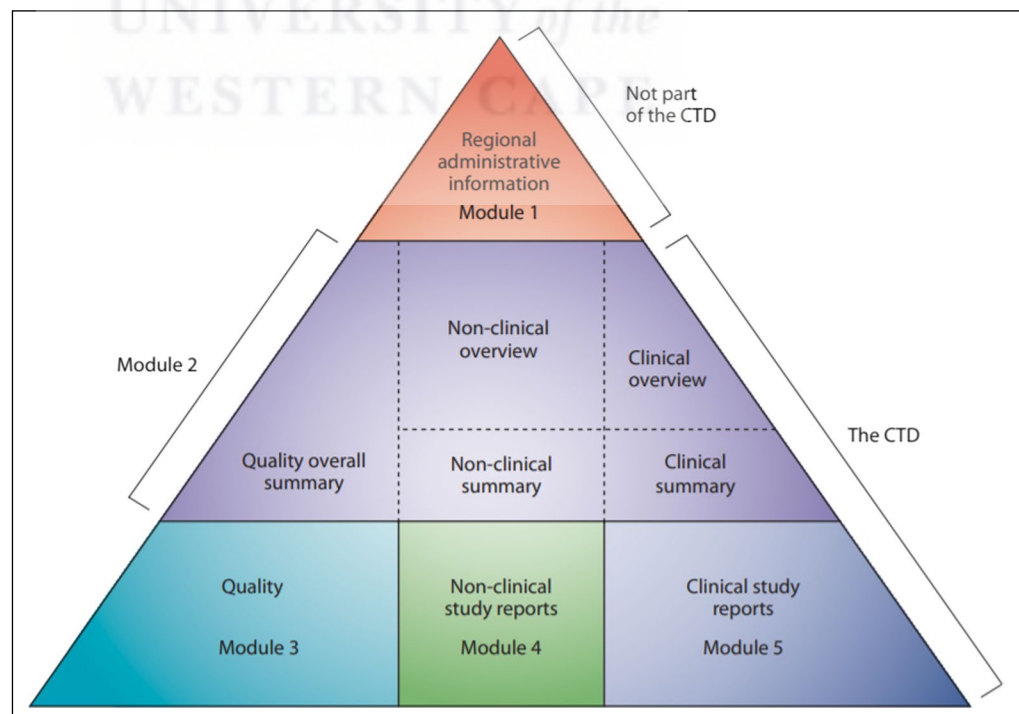 UNIVERSITY of the
WESTERN CAPE
Not part
of the CTD
Regional
administrative
information
Module 1
Module 2
Non-clinical
overview
Clinical
overview
The CTD
Quality overall
summary
Non-clinical
summary
Clinical
summary
Quality
Module 3
Non-clinical
study reports
Module 4
Clinical study
reports
Module 5